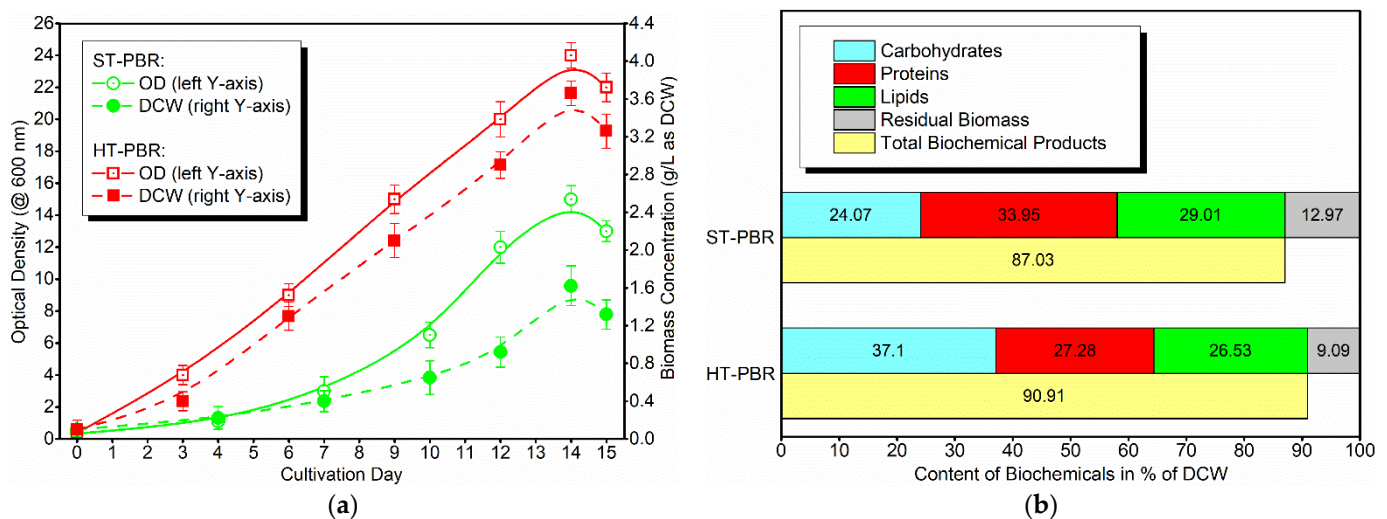 26
24
22
20
18
16
14
12
10
8
6
4
2
0
Optical Density (@ 600 nm)
ST-PBR:
OD (left Y-axis)
DCW (right Y-axis)
HT-PBR:
OD (left Y-axis)
DCW (right Y-axis)
4.4
4.0
3.6
3.2
2.8
2.4
2.0
1.6
1.2
0.8
0.4
0.0
Biomass Concentration (g/L as DCW)
0 1 2 3 4 5 6 7 8 9 10 11 12 13 14 15
Cultivation Day
(a)
Carbohydrates
Proteins
Lipids
Residual Biomass
Total Biochemical Products
ST-PBR
24.07 33.95 29.01 12.97
87.03
HT-PBR
37.1 27.28 26.53 9.09
90.91
0 10 20 30 40 50 60 70 80 90 100
Content of Biochemicals in % of DCW
(b)